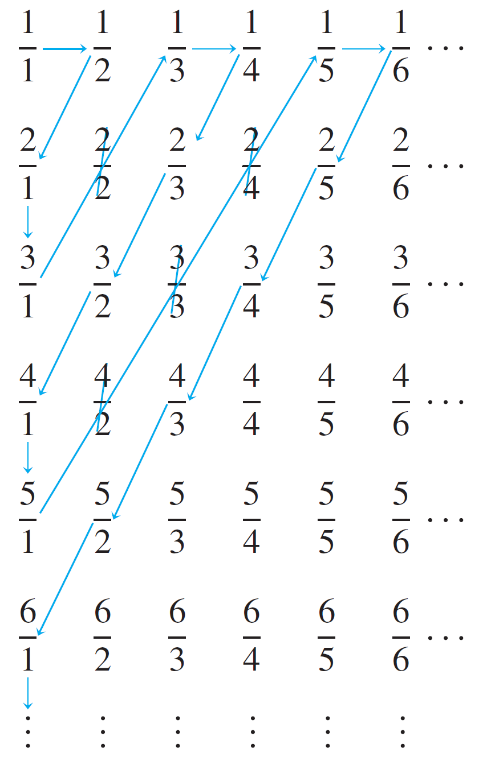 1/1 1/2 1/3 1/4 1/5 1/6 ···
2/1 2/2 2/3 2/4 2/5 2/6 ···
3/1 3/2 3/3 3/4 3/5 3/6 ···
4/1 4/2 4/3 4/4 4/5 4/6 ···
5/1 5/2 5/3 5/4 5/5 5/6 ···
6/1 6/2 6/3 6/4 6/5 6/6 ···
⋮ ⋮ ⋮ ⋮ ⋮ ⋮